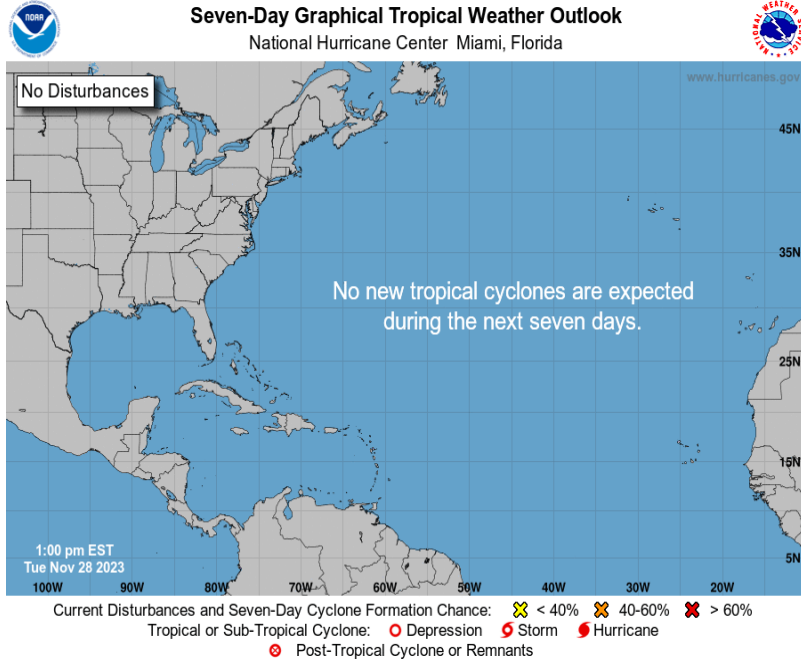 Seven-Day Graphical Tropical Weather Outlook
National Hurricane Center Miami, Florida
NOAA
NATIONAL WEATHER SERVICE
No Disturbances
www.hurricanes.gov
45N
35N
No new tropical cyclones are expected
during the next seven days.
25N
15N
1:00 pm EST
Tue Nov 28 2023
5N
100W 90W 80W 70W 60W 50W 40W 30W 20W
Current Disturbances and Seven-Day Cyclone Formation Chance: < 40% 40-60% > 60%
Tropical or Sub-Tropical Cyclone: Depression Storm Hurricane
Post-Tropical Cyclone or Remnants